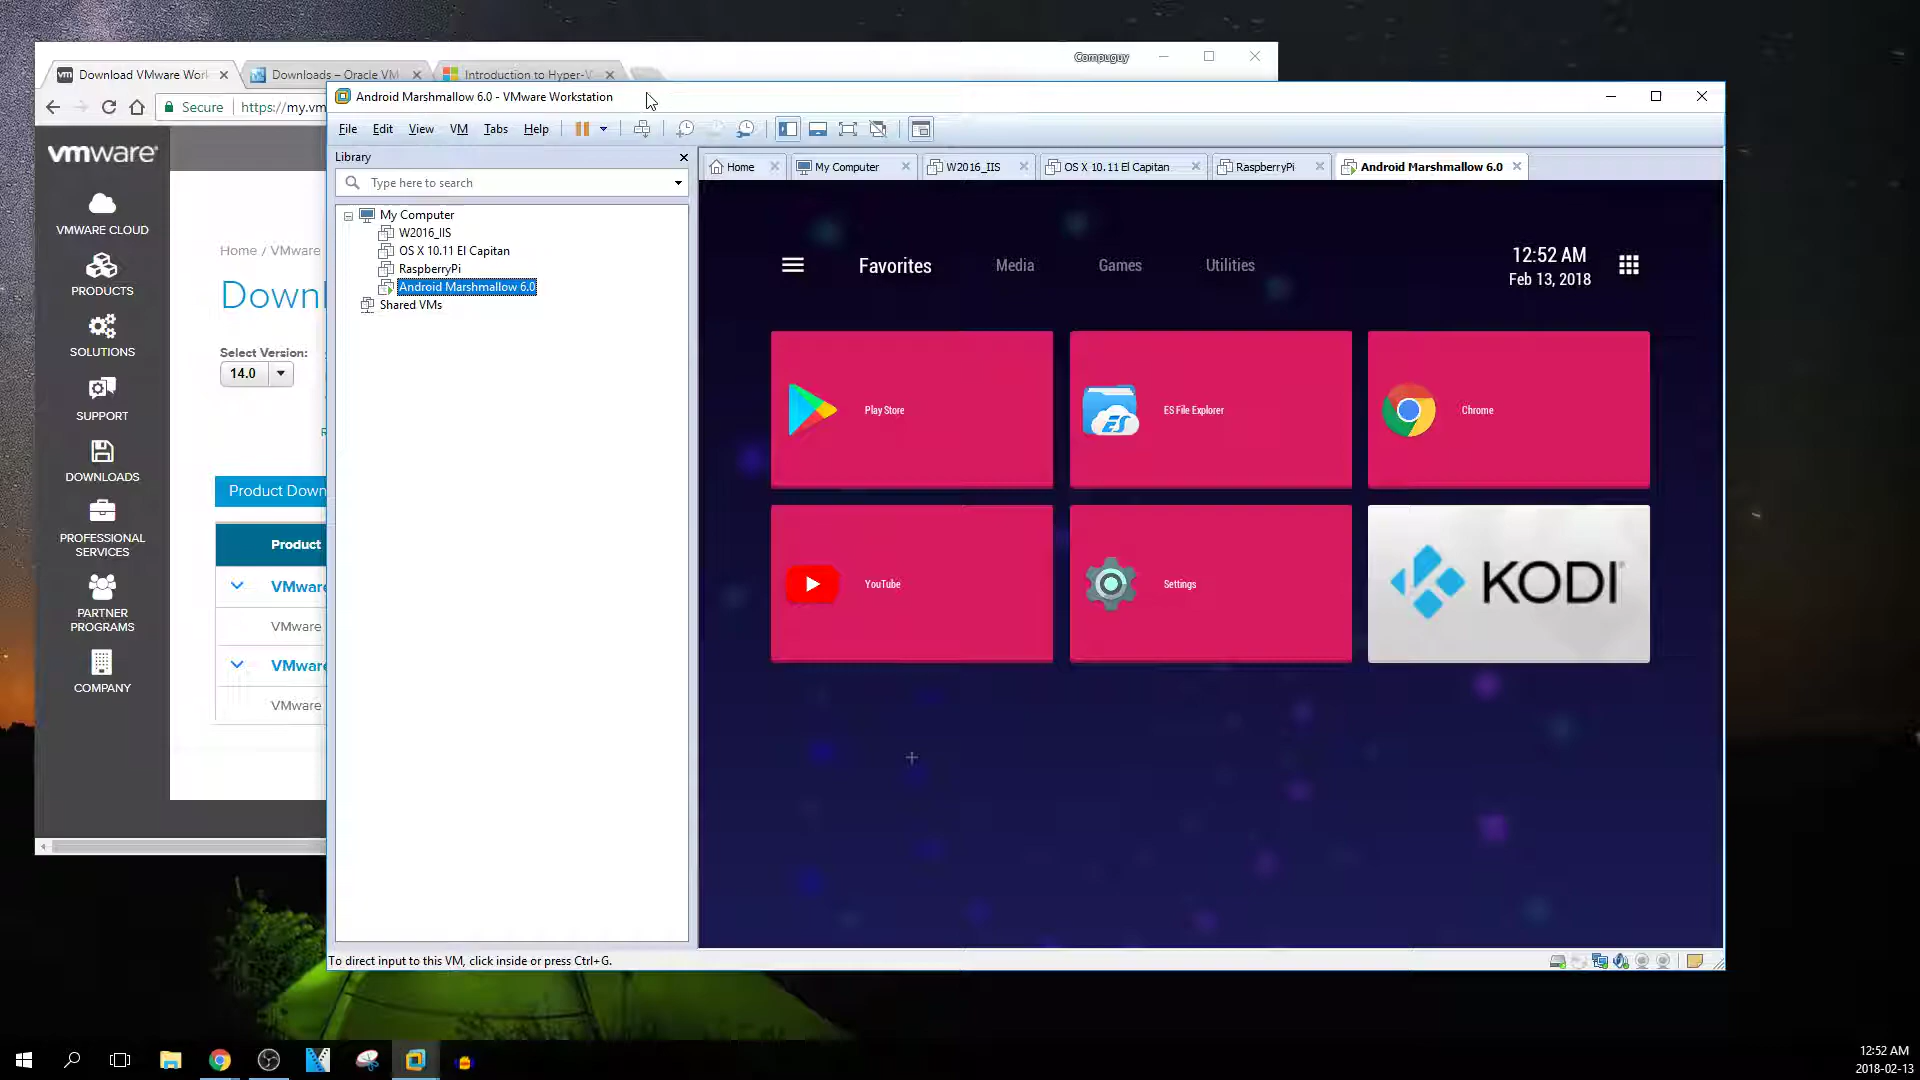 Compuguy
Download VMware Work
Downloads – Oracle VM
Introduction to Hyper-V
Secure
https://my.vm
vmware
VMWARE CLOUD
PRODUCTS
SOLUTIONS
SUPPORT
DOWNLOADS
PROFESSIONAL
SERVICES
PARTNER
PROGRAMS
COMPANY
Home / VMware
Downl
Select Version:
14.0
R
Product Down
Product
VMware
VMware
VMware
VMware
Android Marshmallow 6.0 - VMware Workstation
File Edit View VM Tabs Help
Library
Type here to search
My Computer
W2016_IIS
OS X 10.11 El Capitan
RaspberryPi
Android Marshmallow 6.0
Shared VMs
Home
My Computer
W2016_IIS
OS X 10.11 El Capitan
RaspberryPi
Android Marshmallow 6.0
Favorites
Media
Games
Utilities
12:52 AM
Feb 13, 2018
Play Store
ES
ES File Explorer
Chrome
YouTube
Settings
KODI
To direct input to this VM, click inside or press Ctrl+G.
12:52 AM
2018-02-13